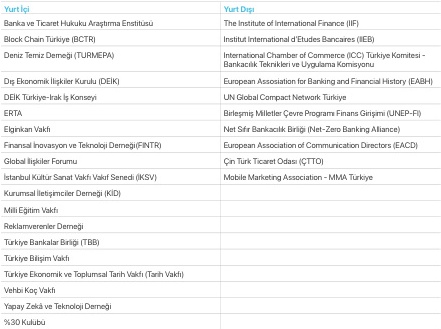 Yurt İçi
Yurt Dışı
Banka ve Ticaret Hukuku Araştırma Enstitüsü
The Institute of International Finance (IIF)
Block Chain Türkiye (BCTR)
Institut International d'Etudes Bancaires (IIEB)
Deniz Temiz Derneği (TURMEPA)
International Chamber of Commerce (ICC) Türkiye Komitesi -
Bankacılık Teknikleri ve Uygulama Komisyonu
Dış Ekonomik İlişkiler Kurulu (DEİK)
European Association for Banking and Financial History (EABH)
DEİK Türkiye-Irak İş Konseyi
UN Global Compact Network Türkiye
ERTA
Birleşmiş Milletler Çevre Programı Finans Girişimi (UNEP-FI)
Elginkan Vakfı
Net Sıfır Bankacılık Birliği (Net-Zero Banking Alliance)
Finansal İnovasyon ve Teknoloji Derneği(FINTR)
European Association of Communication Directors (EACD)
Global İlişkiler Forumu
Çin Türk Ticaret Odası (ÇTTO)
İstanbul Kültür Sanat Vakfı Vakıf Senedi (İKSV)
Mobile Marketing Association - MMA Türkiye
Kurumsal İletişimciler Derneği (KİD)
Milli Eğitim Vakfı
Reklamverenler Derneği
Türkiye Bankalar Birliği (TBB)
Türkiye Bilişim Vakfı
Türkiye Ekonomik ve Toplumsal Tarih Vakfı (Tarih Vakfı)
Vehbi Koç Vakfı
Yapay Zekâ ve Teknoloji Derneği
%30 Kulübü